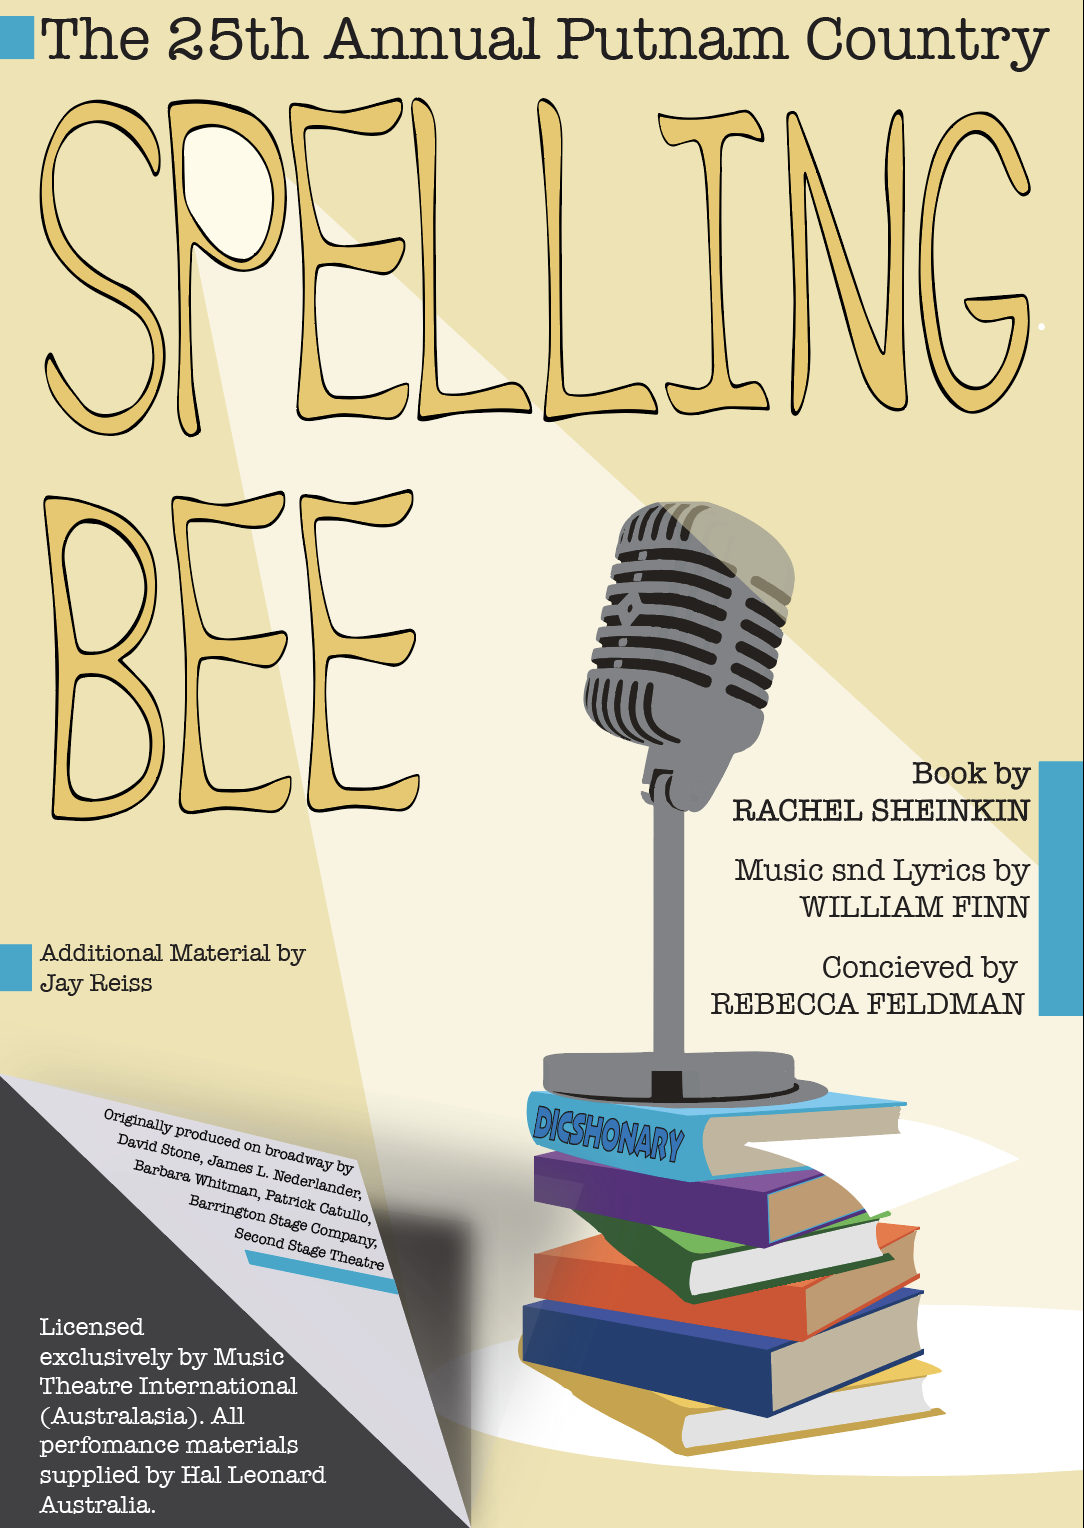 The 25th Annual Putnam Country
SPELLING
BEE
Book by
RACHEL SHEINKIN
Music snd Lyrics by
WILLIAM FINN
Concieved by
REBECCA FELDMAN
Additional Material by
Jay Reiss
DICSHONARY
Originally produced on broadway by
David Stone, James L. Nederlander,
Barbara Whitman, Patrick Catullo,
Barrington Stage Company,
Second Stage Theatre
Licensed
exclusively by Music
Theatre International
(Australasia). All
perfomance materials
supplied by Hal Leonard
Australia.